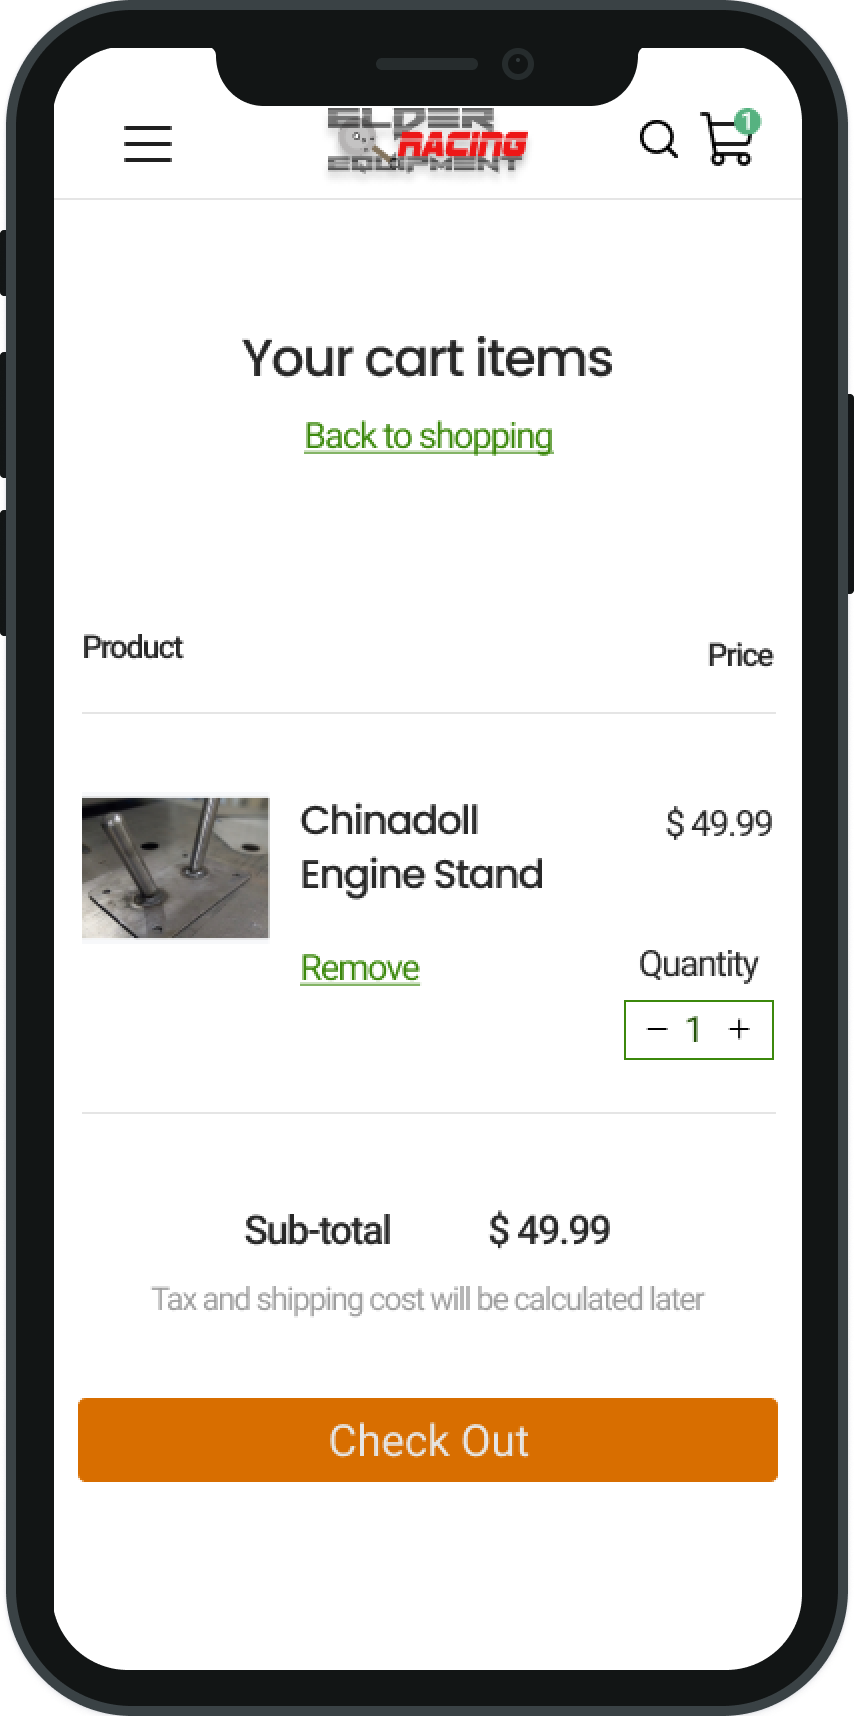 ELDER
RACING
EQUIPMENT
1
Your cart items
Back to shopping
Product
Price
Chinadoll
Engine Stand
$ 49.99
Remove
Quantity
− 1 +
Sub-total $ 49.99
Tax and shipping cost will be calculated later
Check Out